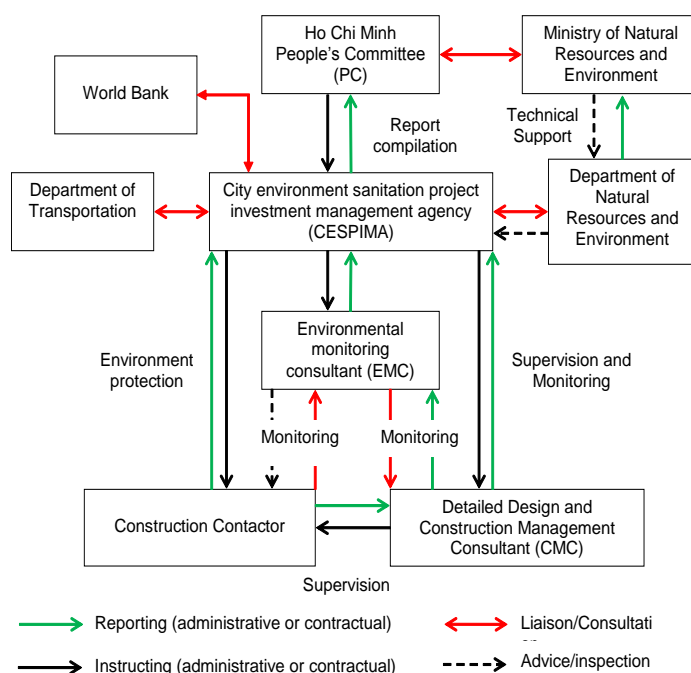 Ho Chi Minh
People's Committee
(PC)
Ministry of Natural
Resources and
Environment
World Bank
Report
compilation
Technical
Support
Department of
Transportation
City environment sanitation project
investment management agency
(CESPIMA)
Department of
Natural
Resources and
Environment
Environment
protection
Environmental
monitoring
consultant (EMC)
Supervision and
Monitoring
Monitoring
Monitoring
Construction Contactor
Detailed Design and
Construction Management
Consultant (CMC)
Supervision
Reporting (administrative or contractual)
Liaison/Consultati
Instructing (administrative or contractual)
Advice/inspection